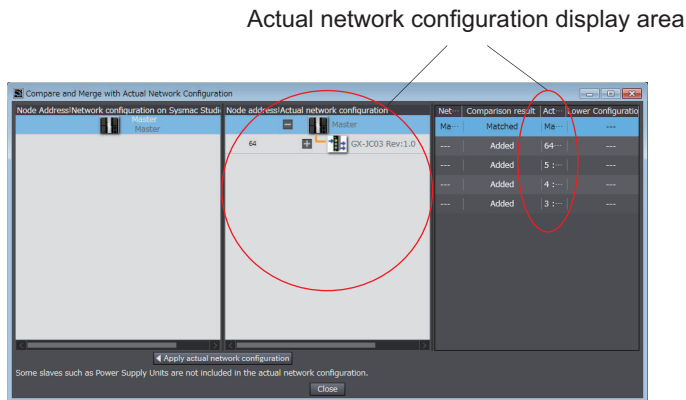 Actual network configuration display area
Compare and Merge with Actual Network Configuration
Node Address|Network configuration on Sysmac Studi
Node address|Actual network configuration
Net··· Comparison result Act··· Lower Configuratio
Master
Master
Master
Ma··· Matched Ma··· ---
64 GX-JC03 Rev:1.0
--- Added 64··· ---
--- Added 5 :··· ---
--- Added 4 :··· ---
--- Added 3 :··· ---
Apply actual network configuration
Some slaves such as Power Supply Units are not included in the actual network configuration.
Close